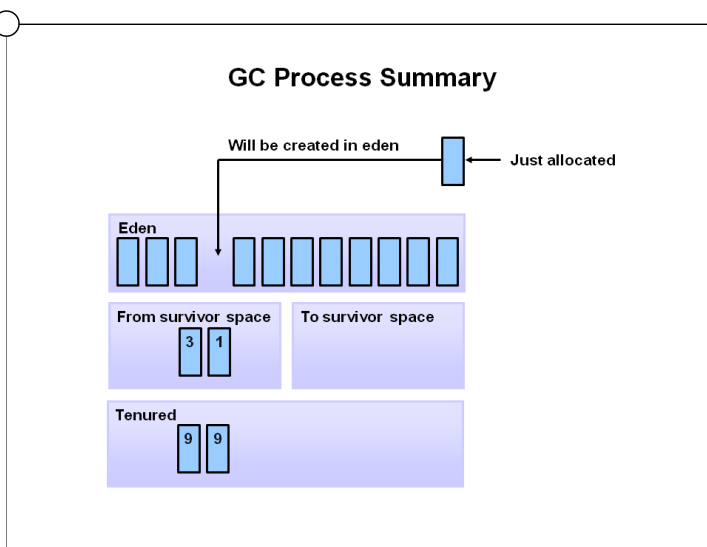 GC Process Summary
Will be created in eden
Just allocated
Eden
From survivor space
To survivor space
3 1
Tenured
9 9